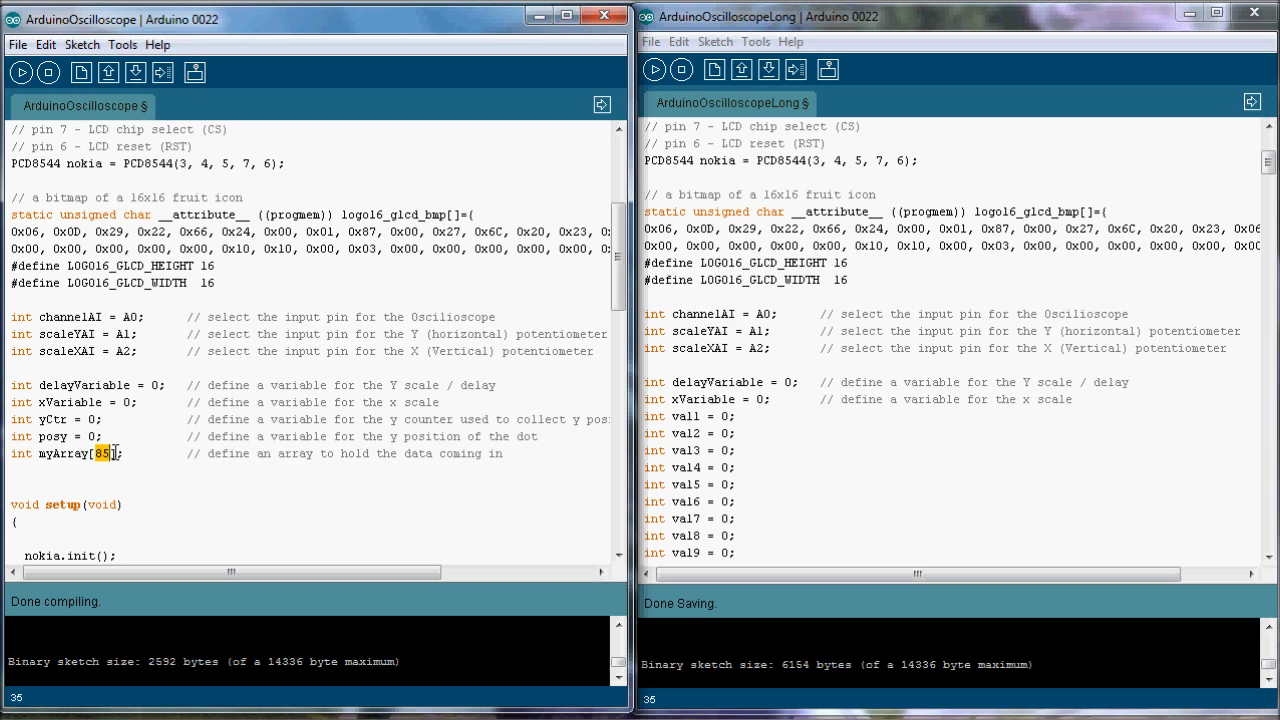 ArduinoOscilloscope | Arduino 0022
File Edit Sketch Tools Help
ArduinoOscilloscope §
// pin 7 - LCD chip select (CS)
// pin 6 - LCD reset (RST)
PCD8544 nokia = PCD8544(3, 4, 5, 7, 6);
// a bitmap of a 16x16 fruit icon
static unsigned char __attribute__ ((progmem)) logo16_glcd_bmp[]={
0x06, 0x0D, 0x29, 0x22, 0x66, 0x24, 0x00, 0x01, 0x87, 0x00, 0x27, 0x6C, 0x20, 0x23,
0x00, 0x00, 0x00, 0x00, 0x00, 0x10, 0x10, 0x00, 0x03, 0x00, 0x00, 0x00, 0x00, 0x00,
#define LOGO16_GLCD_HEIGHT 16
#define LOGO16_GLCD_WIDTH  16
int channelAI = A0;      // select the input pin for the Oscilioscope
int scaleYAI = A1;       // select the input pin for the Y (horizontal) potentiometer
int scaleXAI = A2;       // select the input pin for the X (Vertical) potentiometer
int delayVariable = 0;   // define a variable for the Y scale / delay
int xVariable = 0;       // define a variable for the x scale
int yCtr = 0;            // define a variable for the y counter used to collect y pos
int posy = 0;            // define a variable for the y position of the dot
int myArray[85];         // define an array to hold the data coming in
void setup(void)
{
nokia.init();
Done compiling.
Binary sketch size: 2592 bytes (of a 14336 byte maximum)
35
ArduinoOscilloscopeLong | Arduino 0022
File Edit Sketch Tools Help
ArduinoOscilloscopeLong §
// pin 7 - LCD chip select (CS)
// pin 6 - LCD reset (RST)
PCD8544 nokia = PCD8544(3, 4, 5, 7, 6);
// a bitmap of a 16x16 fruit icon
static unsigned char __attribute__ ((progmem)) logo16_glcd_bmp[]={
0x06, 0x0D, 0x29, 0x22, 0x66, 0x24, 0x00, 0x01, 0x87, 0x00, 0x27, 0x6C, 0x20, 0x23, 0x06
0x00, 0x00, 0x00, 0x00, 0x00, 0x10, 0x10, 0x00, 0x03, 0x00, 0x00, 0x00, 0x00, 0x00, 0x00
#define LOGO16_GLCD_HEIGHT 16
#define LOGO16_GLCD_WIDTH  16
int channelAI = A0;      // select the input pin for the Oscilioscope
int scaleYAI = A1;       // select the input pin for the Y (horizontal) potentiometer
int scaleXAI = A2;       // select the input pin for the X (Vertical) potentiometer
int delayVariable = 0;   // define a variable for the Y scale / delay
int xVariable = 0;       // define a variable for the x scale
int val1 = 0;
int val2 = 0;
int val3 = 0;
int val4 = 0;
int val5 = 0;
int val6 = 0;
int val7 = 0;
int val8 = 0;
int val9 = 0;
Done Saving.
Binary sketch size: 6154 bytes (of a 14336 byte maximum)
35